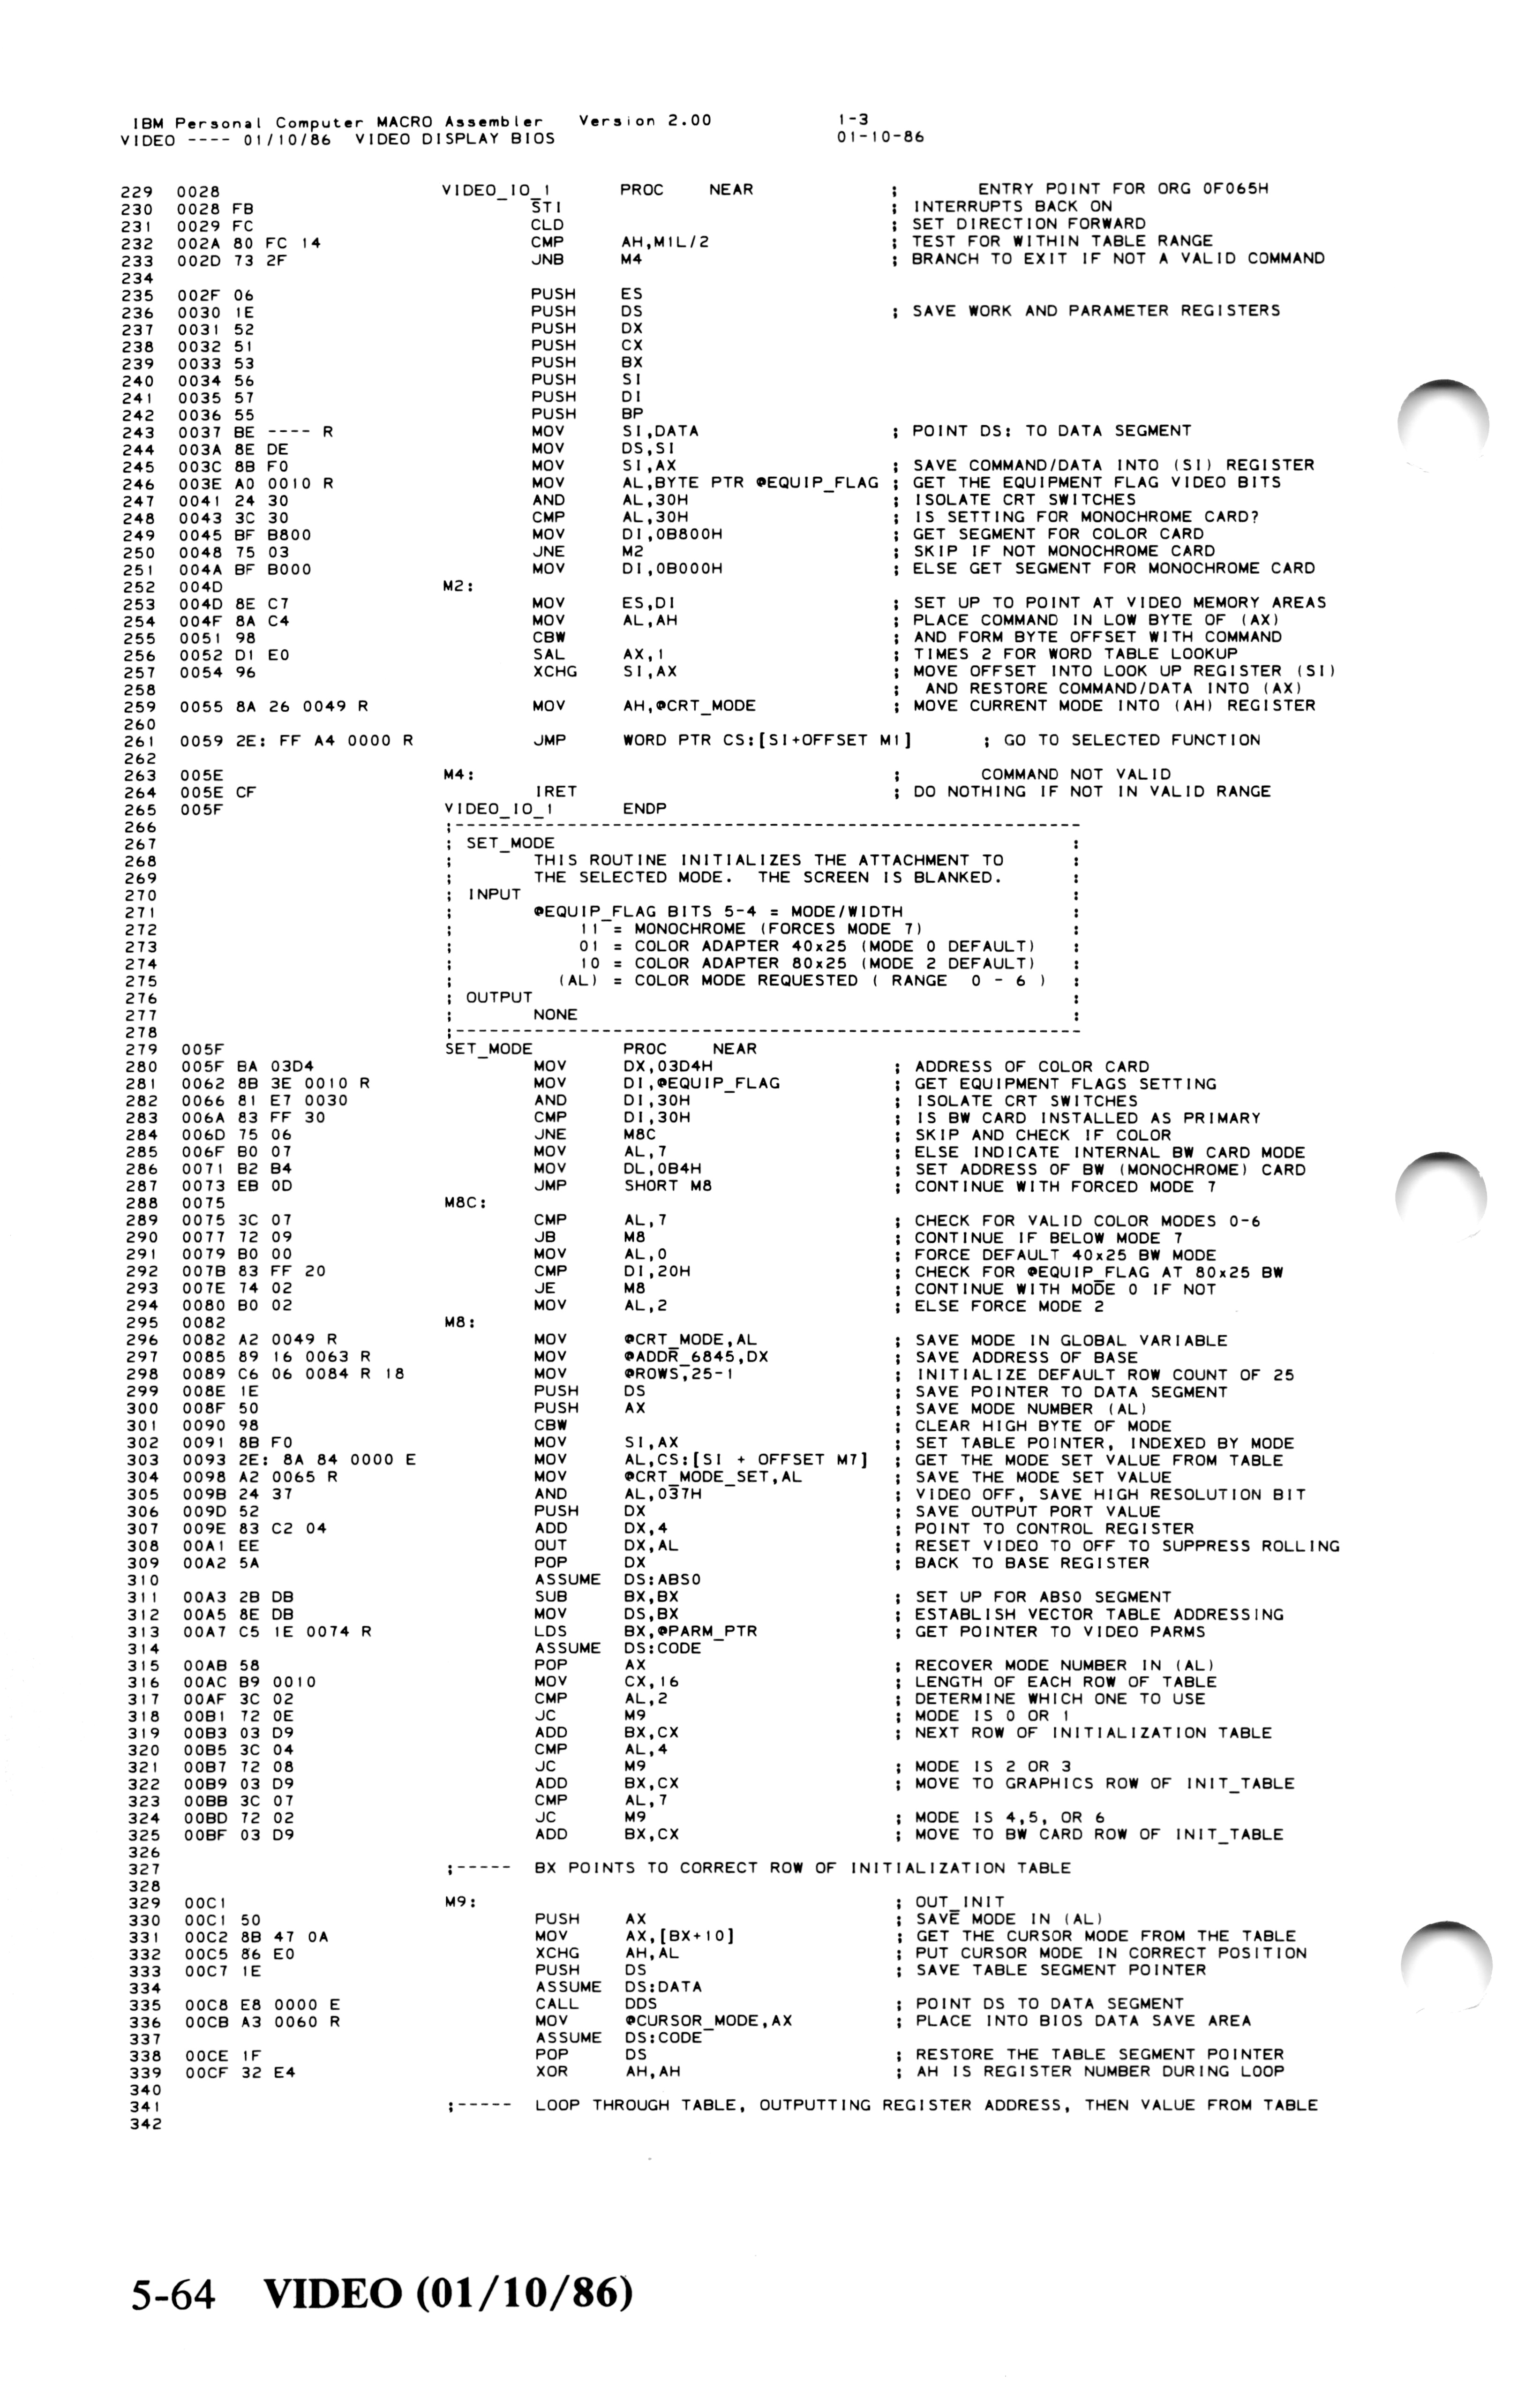 IBM Personal Computer MACRO Assembler   Version 2.00             1-3
VIDEO ---- 01/10/86  VIDEO DISPLAY BIOS                          01-10-86
229  0028                    VIDEO_IO_1      PROC    NEAR            ;       ENTRY POINT FOR ORG 0F065H
230  0028 FB                         STI                             ; INTERRUPTS BACK ON
231  0029 FC                         CLD                             ; SET DIRECTION FORWARD
232  002A 80 FC 14                   CMP     AH,M1L/2                ; TEST FOR WITHIN TABLE RANGE
233  002D 73 2F                      JNB     M4                      ; BRANCH TO EXIT IF NOT A VALID COMMAND
234
235  002F 06                         PUSH    ES
236  0030 1E                         PUSH    DS                      ; SAVE WORK AND PARAMETER REGISTERS
237  0031 52                         PUSH    DX
238  0032 51                         PUSH    CX
239  0033 53                         PUSH    BX
240  0034 56                         PUSH    SI
241  0035 57                         PUSH    DI
242  0036 55                         PUSH    BP
243  0037 BE ---- R                  MOV     SI,DATA                 ; POINT DS: TO DATA SEGMENT
244  003A 8E DE                      MOV     DS,SI
245  003C 8B F0                      MOV     SI,AX                   ; SAVE COMMAND/DATA INTO (SI) REGISTER
246  003E A0 0010 R                  MOV     AL,BYTE PTR @EQUIP_FLAG ; GET THE EQUIPMENT FLAG VIDEO BITS
247  0041 24 30                      AND     AL,30H                  ; ISOLATE CRT SWITCHES
248  0043 3C 30                      CMP     AL,30H                  ; IS SETTING FOR MONOCHROME CARD?
249  0045 BF B800                    MOV     DI,0B800H               ; GET SEGMENT FOR COLOR CARD
250  0048 75 03                      JNE     M2                      ; SKIP IF NOT MONOCHROME CARD
251  004A BF B000                    MOV     DI,0B000H               ; ELSE GET SEGMENT FOR MONOCHROME CARD
252  004D                    M2:
253  004D 8E C7                      MOV     ES,DI                   ; SET UP TO POINT AT VIDEO MEMORY AREAS
254  004F 8A C4                      MOV     AL,AH                   ; PLACE COMMAND IN LOW BYTE OF (AX)
255  0051 98                         CBW                             ; AND FORM BYTE OFFSET WITH COMMAND
256  0052 D1 E0                      SAL     AX,1                    ; TIMES 2 FOR WORD TABLE LOOKUP
257  0054 96                         XCHG    SI,AX                   ; MOVE OFFSET INTO LOOK UP REGISTER (SI)
258                                                                  ;  AND RESTORE COMMAND/DATA INTO (AX)
259  0055 8A 26 0049 R               MOV     AH,@CRT_MODE            ; MOVE CURRENT MODE INTO (AH) REGISTER
260
261  0059 2E: FF A4 0000 R           JMP     WORD PTR CS:[SI+OFFSET M1]      ; GO TO SELECTED FUNCTION
262
263  005E                    M4:                                     ;       COMMAND NOT VALID
264  005E CF                         IRET                            ; DO NOTHING IF NOT IN VALID RANGE
265  005F                    VIDEO_IO_1      ENDP
266                          ;-------------------------------------------------------
267                          ; SET_MODE                                              :
268                          ;       THIS ROUTINE INITIALIZES THE ATTACHMENT TO      :
269                          ;       THE SELECTED MODE.  THE SCREEN IS BLANKED.      :
270                          ; INPUT                                                 :
271                          ;       @EQUIP_FLAG BITS 5-4 = MODE/WIDTH               :
272                          ;           11 = MONOCHROME (FORCES MODE 7)             :
273                          ;           01 = COLOR ADAPTER 40x25 (MODE 0 DEFAULT)   :
274                          ;           10 = COLOR ADAPTER 80x25 (MODE 2 DEFAULT)   :
275                          ;         (AL) = COLOR MODE REQUESTED ( RANGE  0 - 6 )  :
276                          ; OUTPUT                                                :
277                          ;       NONE                                            :
278                          ;-------------------------------------------------------
279  005F                    SET_MODE        PROC    NEAR
280  005F BA 03D4                    MOV     DX,03D4H                ; ADDRESS OF COLOR CARD
281  0062 8B 3E 0010 R               MOV     DI,@EQUIP_FLAG          ; GET EQUIPMENT FLAGS SETTING
282  0066 81 E7 0030                 AND     DI,30H                  ; ISOLATE CRT SWITCHES
283  006A 83 FF 30                   CMP     DI,30H                  ; IS BW CARD INSTALLED AS PRIMARY
284  006D 75 06                      JNE     M8C                     ; SKIP AND CHECK IF COLOR
285  006F B0 07                      MOV     AL,7                    ; ELSE INDICATE INTERNAL BW CARD MODE
286  0071 B2 B4                      MOV     DL,0B4H                 ; SET ADDRESS OF BW (MONOCHROME) CARD
287  0073 EB 0D                      JMP     SHORT M8                ; CONTINUE WITH FORCED MODE 7
288  0075                    M8C:
289  0075 3C 07                      CMP     AL,7                    ; CHECK FOR VALID COLOR MODES 0-6
290  0077 72 09                      JB      M8                      ; CONTINUE IF BELOW MODE 7
291  0079 B0 00                      MOV     AL,0                    ; FORCE DEFAULT 40x25 BW MODE
292  007B 83 FF 20                   CMP     DI,20H                  ; CHECK FOR @EQUIP_FLAG AT 80x25 BW
293  007E 74 02                      JE      M8                      ; CONTINUE WITH MODE 0 IF NOT
294  0080 B0 02                      MOV     AL,2                    ; ELSE FORCE MODE 2
295  0082                    M8:
296  0082 A2 0049 R                  MOV     @CRT_MODE,AL            ; SAVE MODE IN GLOBAL VARIABLE
297  0085 89 16 0063 R               MOV     @ADDR_6845,DX           ; SAVE ADDRESS OF BASE
298  0089 C6 06 0084 R 18            MOV     @ROWS,25-1              ; INITIALIZE DEFAULT ROW COUNT OF 25
299  008E 1E                         PUSH    DS                      ; SAVE POINTER TO DATA SEGMENT
300  008F 50                         PUSH    AX                      ; SAVE MODE NUMBER (AL)
301  0090 98                         CBW                             ; CLEAR HIGH BYTE OF MODE
302  0091 8B F0                      MOV     SI,AX                   ; SET TABLE POINTER, INDEXED BY MODE
303  0093 2E: 8A 84 0000 E           MOV     AL,CS:[SI + OFFSET M7]  ; GET THE MODE SET VALUE FROM TABLE
304  0098 A2 0065 R                  MOV     @CRT_MODE_SET,AL        ; SAVE THE MODE SET VALUE
305  009B 24 37                      AND     AL,037H                 ; VIDEO OFF, SAVE HIGH RESOLUTION BIT
306  009D 52                         PUSH    DX                      ; SAVE OUTPUT PORT VALUE
307  009E 83 C2 04                   ADD     DX,4                    ; POINT TO CONTROL REGISTER
308  00A1 EE                         OUT     DX,AL                   ; RESET VIDEO TO OFF TO SUPPRESS ROLLING
309  00A2 5A                         POP     DX                      ; BACK TO BASE REGISTER
310                                  ASSUME  DS:ABS0
311  00A3 2B DB                      SUB     BX,BX                   ; SET UP FOR ABS0 SEGMENT
312  00A5 8E DB                      MOV     DS,BX                   ; ESTABLISH VECTOR TABLE ADDRESSING
313  00A7 C5 1E 0074 R               LDS     BX,@PARM_PTR            ; GET POINTER TO VIDEO PARMS
314                                  ASSUME  DS:CODE
315  00AB 58                         POP     AX                      ; RECOVER MODE NUMBER IN (AL)
316  00AC B9 0010                    MOV     CX,16                   ; LENGTH OF EACH ROW OF TABLE
317  00AF 3C 02                      CMP     AL,2                    ; DETERMINE WHICH ONE TO USE
318  00B1 72 0E                      JC      M9                      ; MODE IS 0 OR 1
319  00B3 03 D9                      ADD     BX,CX                   ; NEXT ROW OF INITIALIZATION TABLE
320  00B5 3C 04                      CMP     AL,4
321  00B7 72 08                      JC      M9                      ; MODE IS 2 OR 3
322  00B9 03 D9                      ADD     BX,CX                   ; MOVE TO GRAPHICS ROW OF INIT_TABLE
323  00BB 3C 07                      CMP     AL,7
324  00BD 72 02                      JC      M9                      ; MODE IS 4,5, OR 6
325  00BF 03 D9                      ADD     BX,CX                   ; MOVE TO BW CARD ROW OF INIT_TABLE
326
327                          ;-----  BX POINTS TO CORRECT ROW OF INITIALIZATION TABLE
328
329  00C1                    M9:                                     ; OUT_INIT
330  00C1 50                         PUSH    AX                      ; SAVE MODE IN (AL)
331  00C2 8B 47 0A                   MOV     AX,[BX+10]              ; GET THE CURSOR MODE FROM THE TABLE
332  00C5 86 E0                      XCHG    AH,AL                   ; PUT CURSOR MODE IN CORRECT POSITION
333  00C7 1E                         PUSH    DS                      ; SAVE TABLE SEGMENT POINTER
334                                  ASSUME  DS:DATA
335  00C8 E8 0000 E                  CALL    DDS                     ; POINT DS TO DATA SEGMENT
336  00CB A3 0060 R                  MOV     @CURSOR_MODE,AX         ; PLACE INTO BIOS DATA SAVE AREA
337                                  ASSUME  DS:CODE
338  00CE 1F                         POP     DS                      ; RESTORE THE TABLE SEGMENT POINTER
339  00CF 32 E4                      XOR     AH,AH                   ; AH IS REGISTER NUMBER DURING LOOP
340
341                          ;-----  LOOP THROUGH TABLE, OUTPUTTING REGISTER ADDRESS, THEN VALUE FROM TABLE
342
5-64   VIDEO (01/10/86)